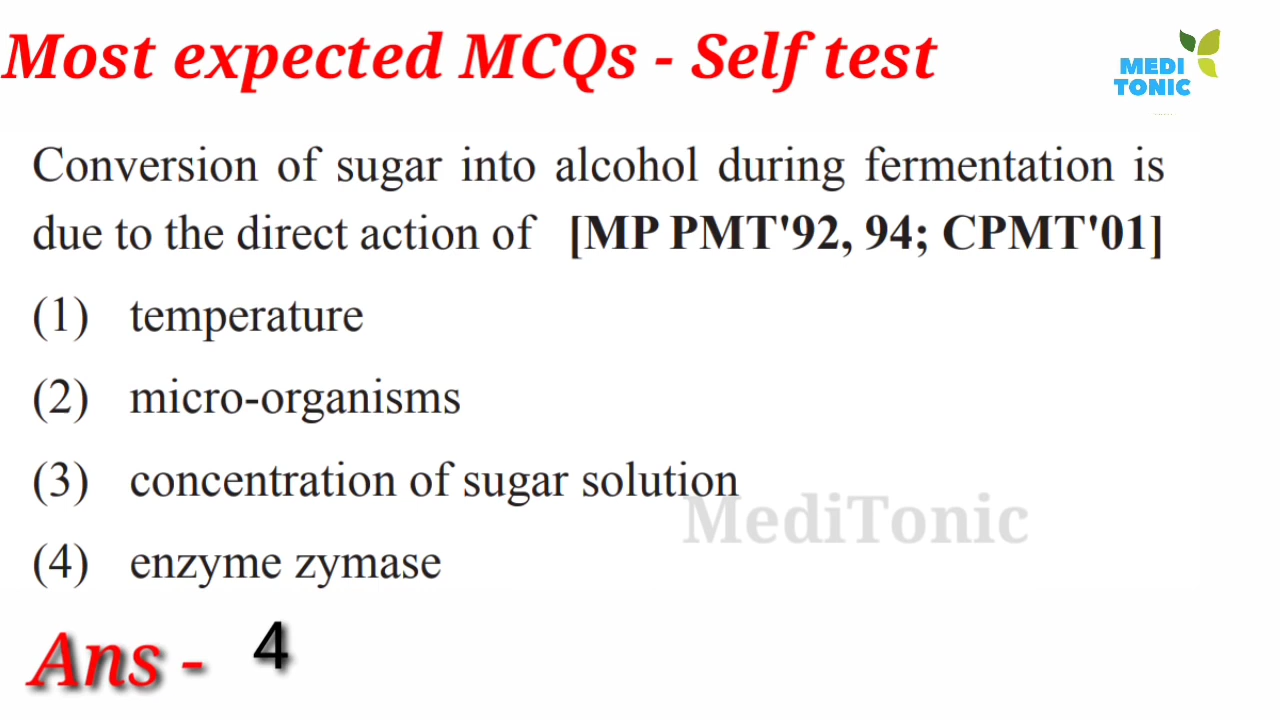 Most expected MCQs - Self test
MEDI
TONIC
Conversion of sugar into alcohol during fermentation is
due to the direct action of [MP PMT'92, 94; CPMT'01]
(1) temperature
(2) micro-organisms
(3) concentration of sugar solution
MediTonic
(4) enzyme zymase
Ans - 4